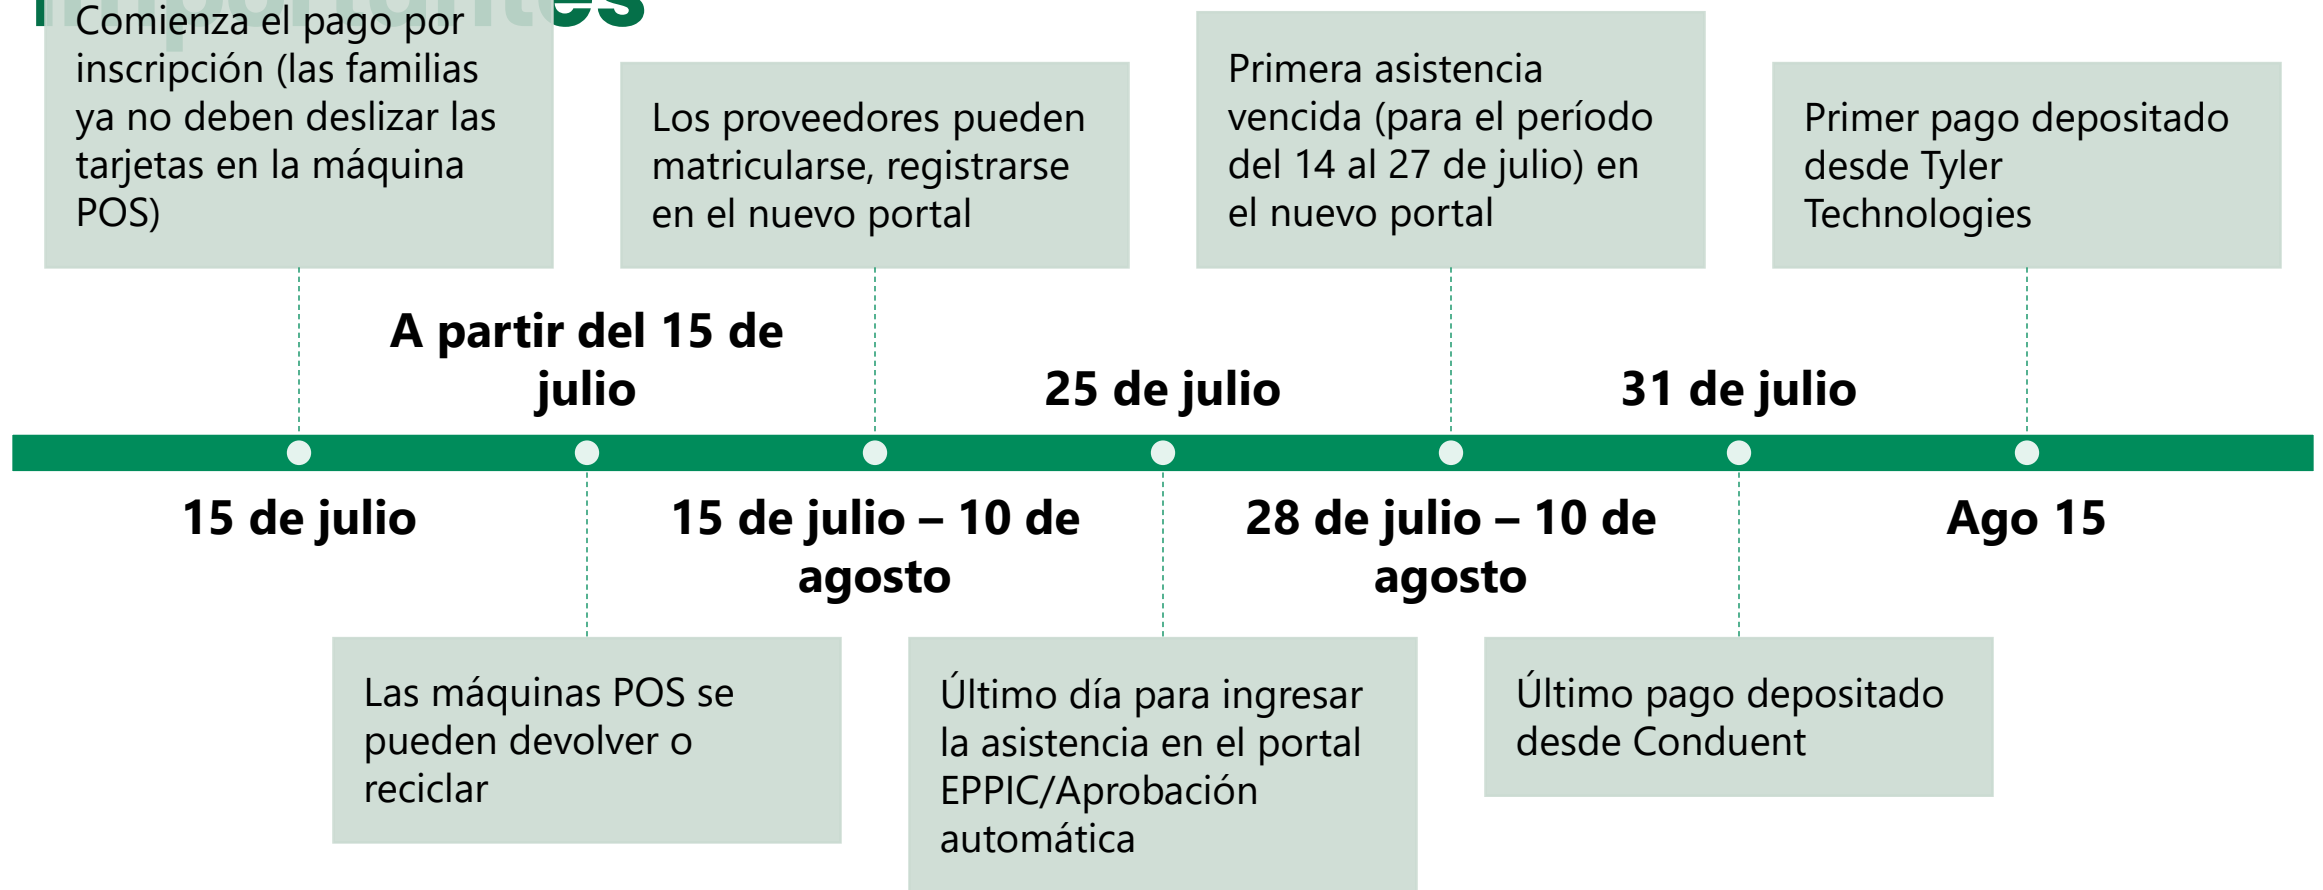 importantes
Comienza el pago por
inscripción (las familias
ya no deben deslizar las
tarjetas en la máquina
POS)
Los proveedores pueden
matricularse, registrarse
en el nuevo portal
Primera asistencia
vencida (para el período
del 14 al 27 de julio) en
el nuevo portal
Primer pago depositado
desde Tyler
Technologies
A partir del 15 de
julio
25 de julio
31 de julio
15 de julio
15 de julio – 10 de
agosto
28 de julio – 10 de
agosto
Ago 15
Las máquinas POS se
pueden devolver o
reciclar
Último día para ingresar
la asistencia en el portal
EPPIC/Aprobación
automática
Último pago depositado
desde Conduent